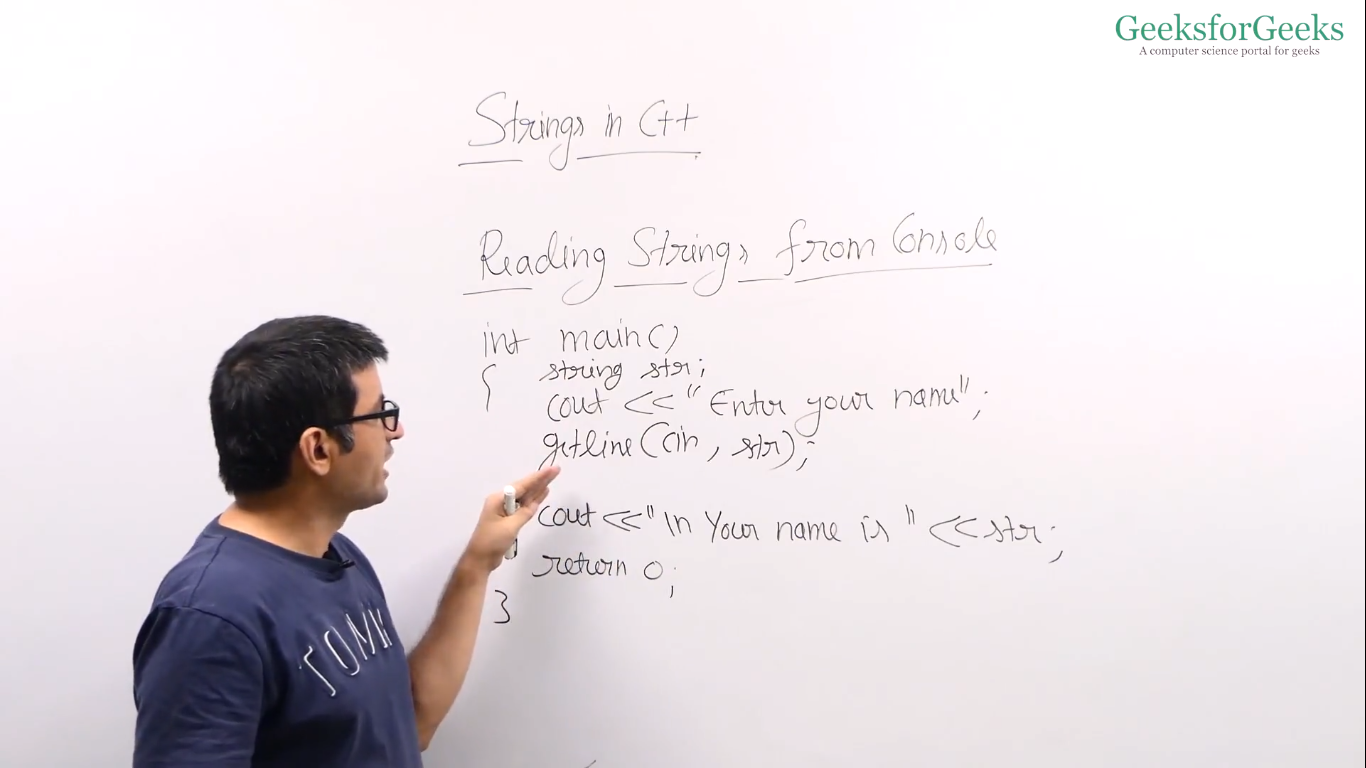 GeeksforGeeks
A computer science portal for geeks
Strings in C++
Reading Strings from Console
int main()
{ string str;
cout << "Enter your name";
getline(cin, str);
cout << "\n Your name is " << str;
return 0;
}
TOMM